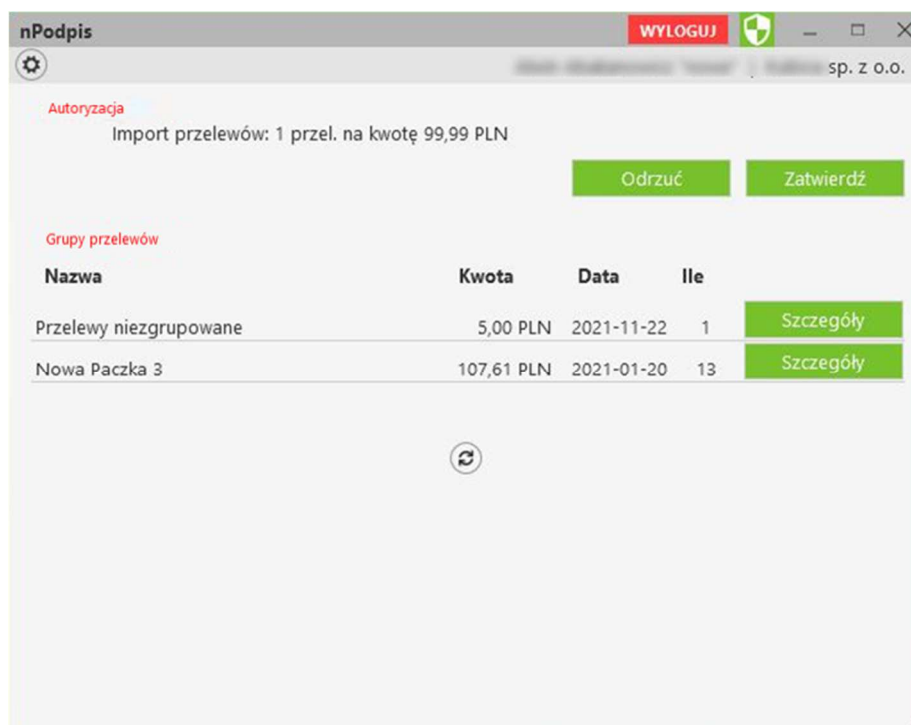 nPodpis WYLOGUJ
sp. z o.o.
Autoryzacja
Import przelewów: 1 przel. na kwotę 99,99 PLN
Odrzuć Zatwierdź
Grupy przelewów
Nazwa Kwota Data Ile
Przelewy niezgrupowane 5,00 PLN 2021-11-22 1 Szczegóły
Nowa Paczka 3 107,61 PLN 2021-01-20 13 Szczegóły